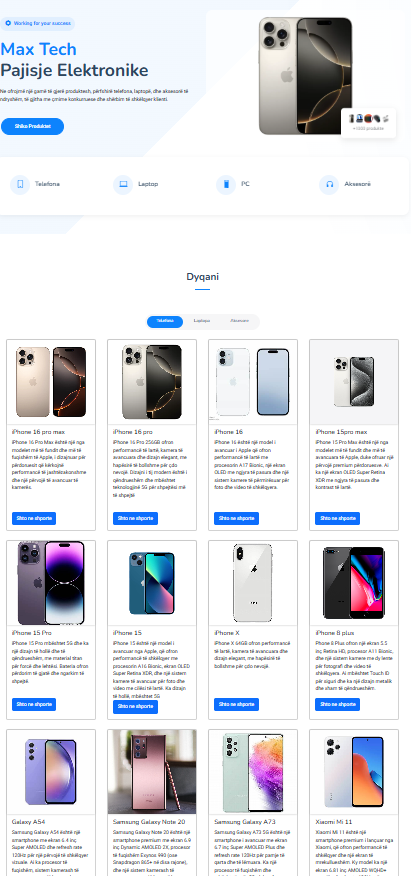 Working for your success
Max Tech
Pajisje Elektronike
Ne ofrojmë një gamë të gjerë produktesh, përfshirë telefona, laptopë, dhe aksesorë të
ndryshëm, të gjitha me çmime konkurruese dhe shërbim të shkëlqyer klienti.
Shiko Produktet
+1000 produkte
Telefona
Laptop
PC
Aksesorë
Dyqani
Telefona
Laptopa
Aksesore
iPhone 16 pro max
iPhone 16 Pro Max është një nga
modelet më të fundit dhe më të
fuqishëm të Apple, i dizajnuar për
përdoruesit që kërkojnë
performancë të jashtëzakonshme
dhe një përvojë të avancuar të
kamerës.
Shto ne shporte
iPhone 16 pro
iPhone 16 Pro 256GB ofron
performancë të lartë, kamera të
avancuara dhe dizajn elegant, me
hapësirë të bollshme për çdo
nevojë. Dizajni i tij modern është i
qëndrueshëm dhe mbështet
teknologjinë 5G për shpejtësi më
të shpejtë
Shto ne shporte
iPhone 16
iPhone 16 është një model i
avancuar i Apple që ofron
performancë të lartë me
procesorin A17 Bionic, një ekran
OLED me ngjyra të pasura dhe një
sistem kamere të përmirësuar për
foto dhe video të shkëlqyera.
Shto ne shporte
iPhone 15pro max
iPhone 15 Pro Max është një nga
modelet më të fundit dhe më të
avancuara të Apple, duke ofruar një
përvojë premium përdoruese. Ai
ka një ekran OLED Super Retina
XDR me ngjyra të pasura dhe
kontrast të lartë.
Shto ne shporte
iPhone 15 Pro
iPhone 15 Pro mbështet 5G dhe ka
një dizajn të hollë dhe të
qëndrueshëm, me material titan
për forcë dhe lehtësi. Bateria ofron
përdorim të gjatë dhe ngarkim të
shpejtë.
Shto ne shporte
iPhone 15
iPhone 15 është një model i
avancuar nga Apple, që ofron
performancë të shkëlqyer me
procesorin A16 Bionic, ekran OLED
Super Retina XDR, dhe një sistem
kamere të avancuar për foto dhe
video me cilësi të lartë. Ka dizajn
të hollë, mbështet 5G
Shto ne shporte
iPhone X
iPhone X 64GB ofron performancë
të lartë, kamera të avancuara dhe
dizajn elegant, me hapësirë të
bollshme për çdo nevojë.
Shto ne shporte
iPhone 8 plus
iPhone 8 Plus ofron një ekran 5.5
inç Retina HD, procesor A11 Bionic,
dhe një sistem kamere me dy lente
për fotografi dhe video të
shkëlqyera. Ai mbështet Touch ID
për siguri dhe ka një dizajn metalik
dhe xham të qëndrueshëm.
Shto ne shporte
Galaxy A54
Samsung Galaxy A54 është një
smartphone me ekran 6.4 inç
Super AMOLED dhe refresh rate
120Hz për një përvojë të shkëlqyer
vizuale. Ai ka procesor të
fuqishëm, sistem kamerash të
Samsung Galaxy Note 20
Samsung Galaxy Note 20 është një
smartphone premium me ekran 6.9
inç Dynamic AMOLED 2X, procesor
të fuqishëm Exynos 990 (ose
Snapdragon 865+ në disa rajone),
dhe një sistem kamerash të
Samsung Galaxy A73
Samsung Galaxy A73 5G është një
smartphone i avancuar me ekran
6.7 inç Super AMOLED Plus dhe
refresh rate 120Hz për pamje të
qarta dhe të lëmuara. Ka procesor
të fuqishëm dhe një sistem
Xiaomi Mi 11
Xiaomi Mi 11 është një
smartphone premium i lançuar nga
Xiaomi, që ofron performancë të
shkëlqyer dhe një ekran të
mrekullueshëm. Ky model ka një
ekran 6.81 inç AMOLED WQHD+